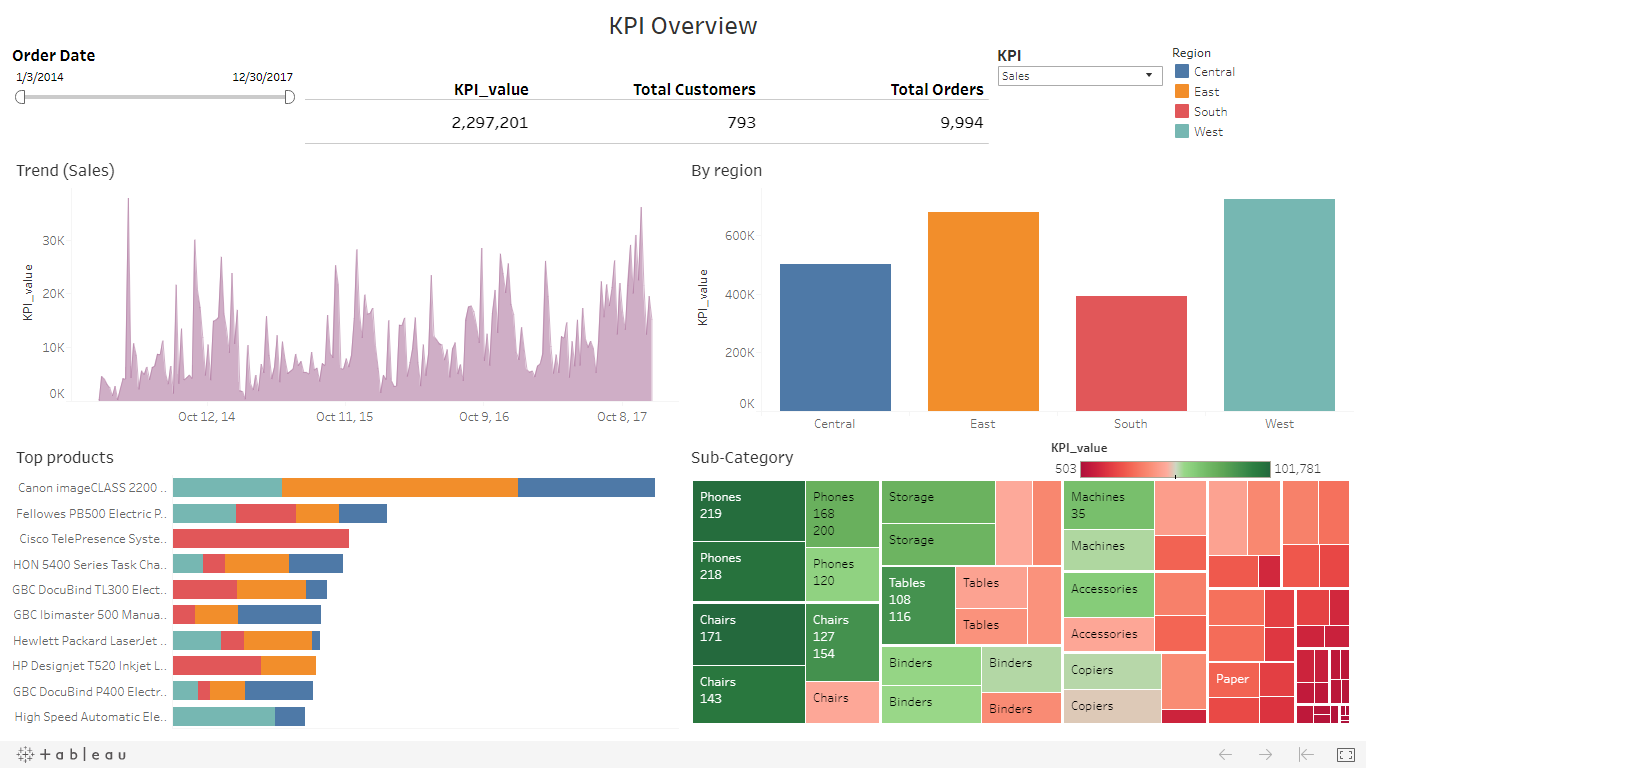 KPI Overview
Order Date
1/3/2014
12/30/2017
KPI_value
Total Customers
Total Orders
2,297,201
793
9,994
KPI
Sales
Region
Central
East
South
West
Trend (Sales)
KPI_value
30K
20K
10K
0K
Oct 12, 14
Oct 11, 15
Oct 9, 16
Oct 8, 17
By region
KPI_value
600K
400K
200K
0K
Central
East
South
West
Top products
Canon imageCLASS 2200 ..
Fellowes PB500 Electric P..
Cisco TelePresence Syste..
HON 5400 Series Task Cha..
GBC DocuBind TL300 Elect..
GBC Ibimaster 500 Manua..
Hewlett Packard LaserJet ..
HP Designjet T520 Inkjet L..
GBC DocuBind P400 Electr..
High Speed Automatic Ele..
Sub-Category
KPI_value
503
101,781
Phones
219
Phones
218
Chairs
171
Chairs
143
Phones
168
200
Phones
120
Chairs
127
154
Chairs
Storage
Storage
Tables
108
116
Tables
Tables
Binders
Binders
Binders
Binders
Machines
35
Machines
Accessories
Accessories
Copiers
Copiers
Paper
+ableau